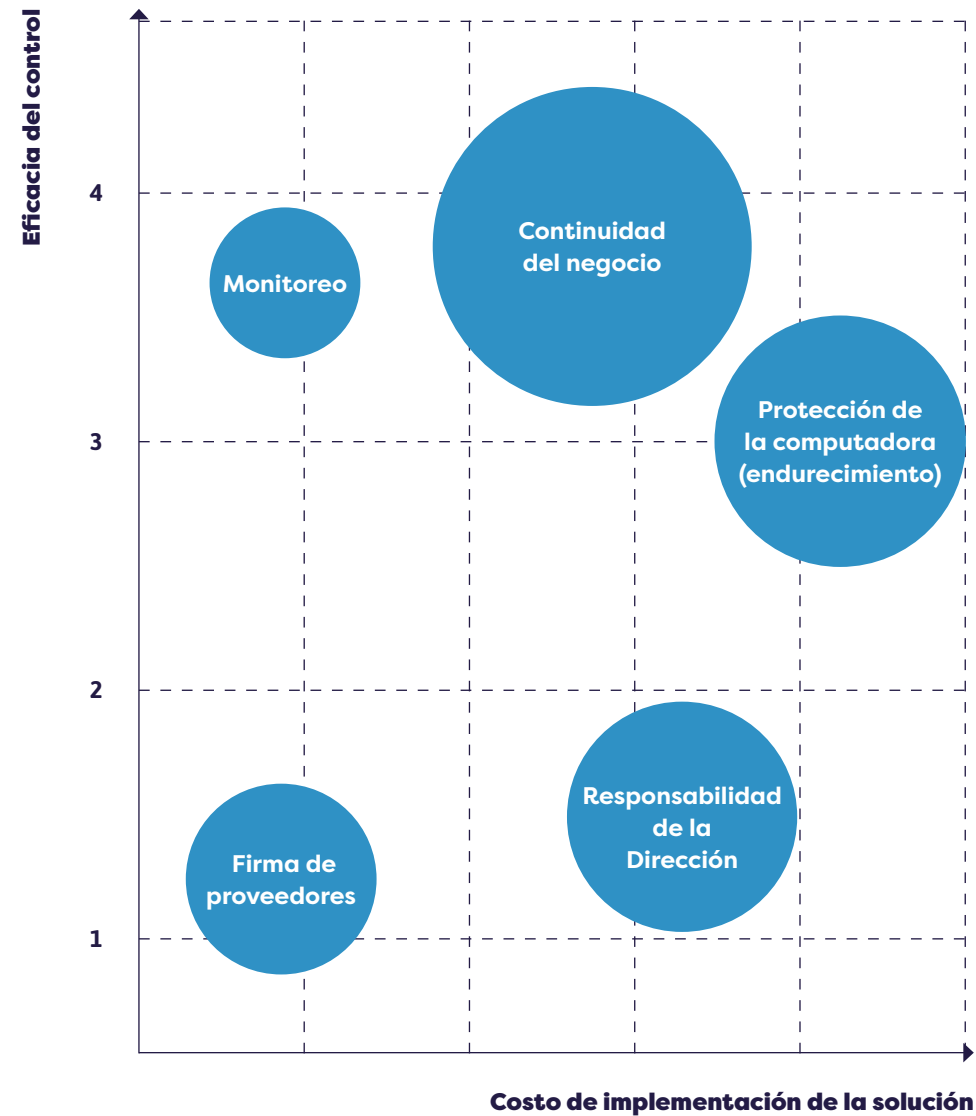 Eficacia del control
4
3
2
1
Continuidad
del negocio
Monitoreo
Protección de
la computadora
(endurecimiento)
Responsabilidad
de la
Dirección
Firma de
proveedores
Costo de implementación de la solución